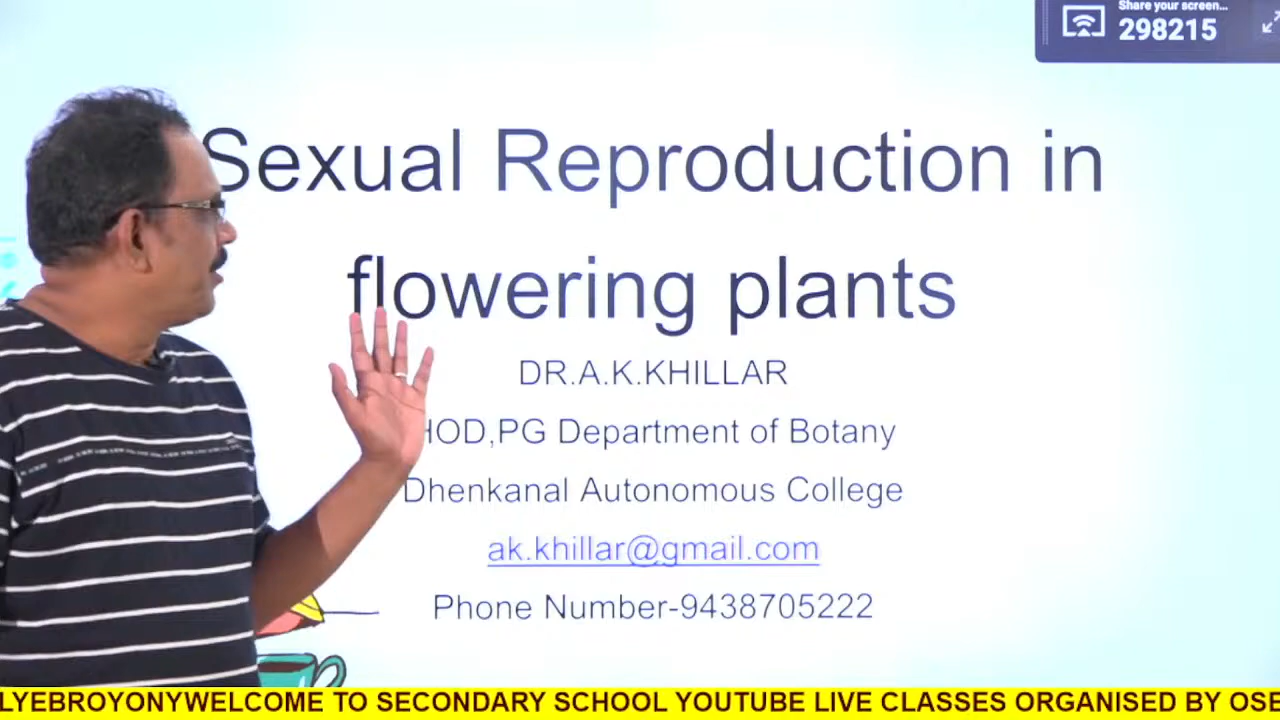 Share your screen...
298215
Sexual Reproduction in
flowering plants
DR.A.K.KHILLAR
HOD,PG Department of Botany
Dhenkanal Autonomous College
ak.khillar@gmail.com
Phone Number-9438705222
WELCOME TO SECONDARY SCHOOL YOUTUBE LIVE CLASSES ORGANISED BY OSE